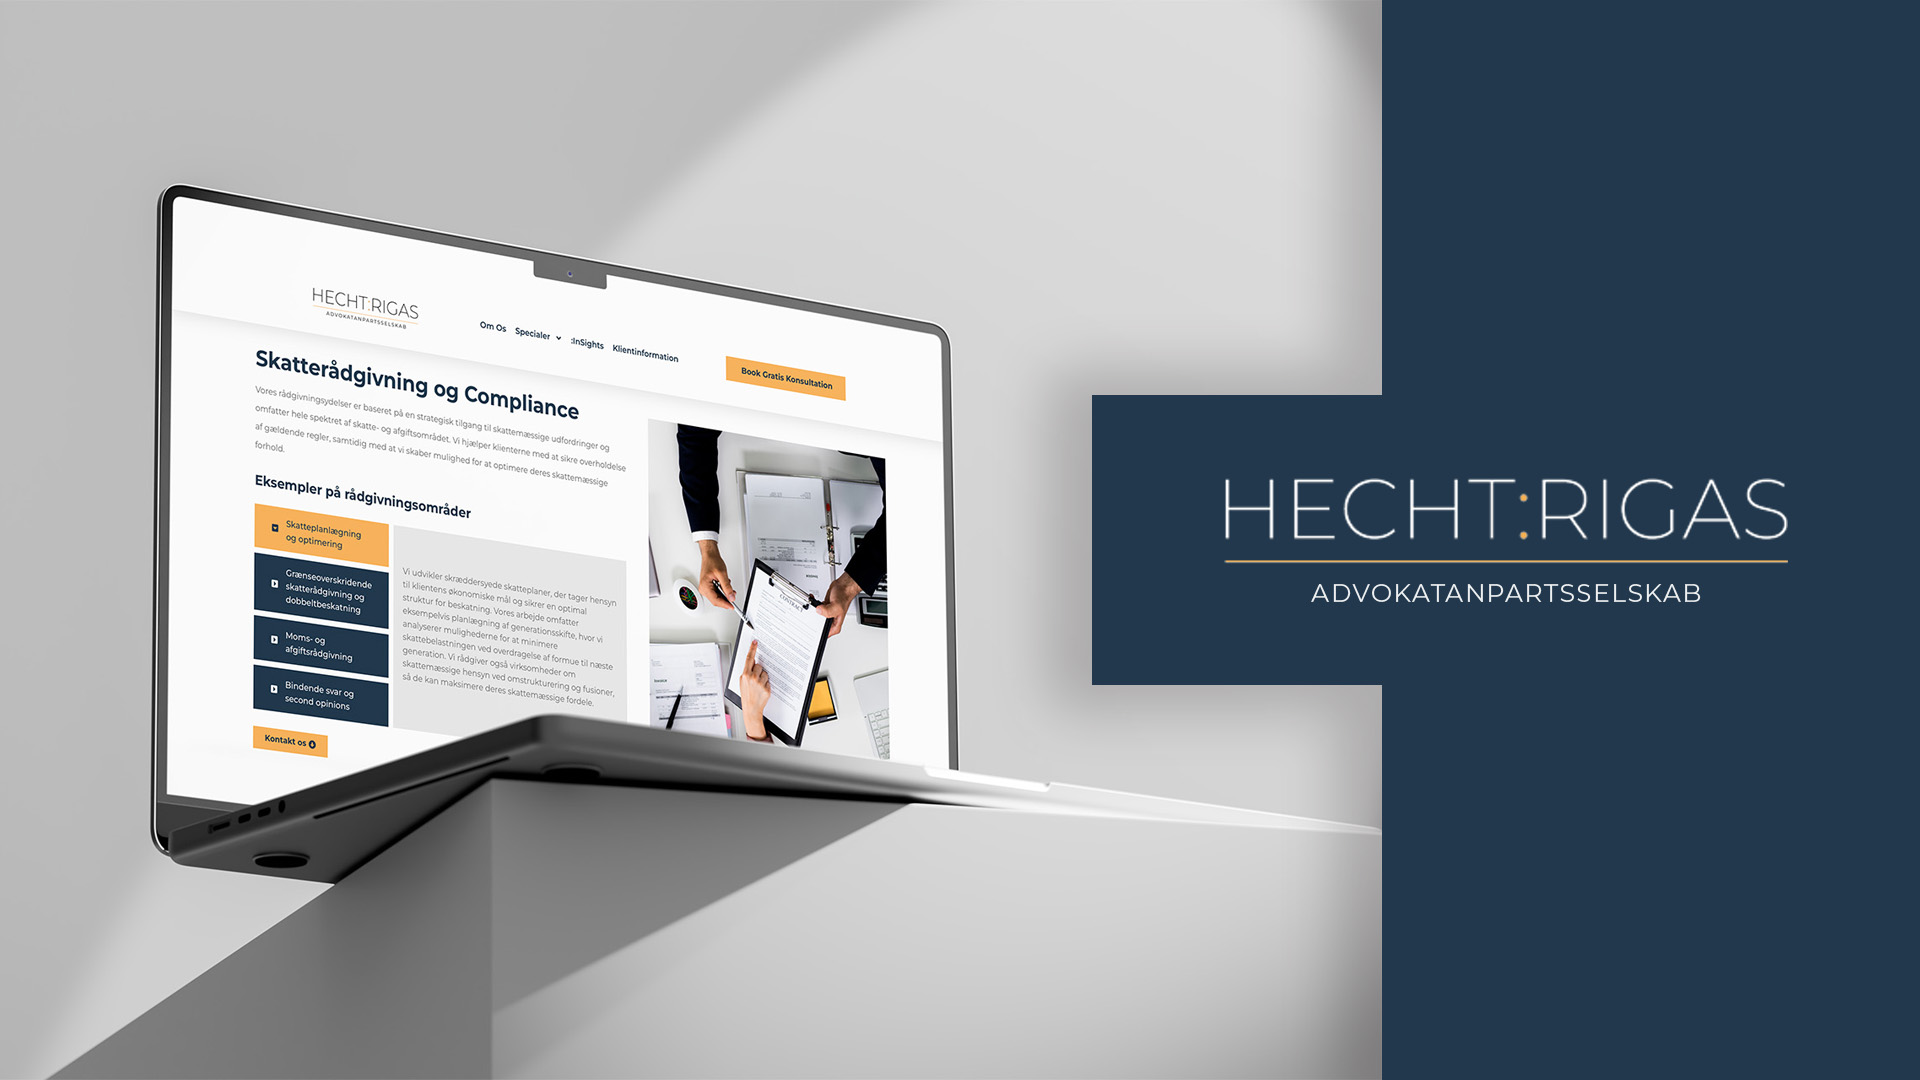 HECHT:RIGAS
ADVOKATANPARTSSELSKAB
Om Os
Specialer
:InSights
Klientinformation
Book Gratis Konsultation
Skatterådgivning og Compliance
Vores rådgivningsydelser er baseret på en strategisk tilgang til skattemæssige udfordringer og
omfatter hele spektret af skatte- og afgiftsområdet. Vi hjælper klienterne med at sikre overholdelse
af gældende regler, samtidig med at vi skaber mulighed for at optimere deres skattemæssige
forhold.
Eksempler på rådgivningsområder
Skatteplanlægning
og optimering
Grænseoverskridende
skatterådgivning og
dobbeltbeskatning
Moms- og
afgiftsrådgivning
Bindende svar og
second opinions
Vi udvikler skræddersyede skatteplaner, der tager hensyn
til klientens økonomiske mål og sikrer en optimal
struktur for beskatning. Vores arbejde omfatter
eksempelvis planlægning af generationsskifte, hvor vi
analyserer mulighederne for at minimere
skattebelastningen ved overdragelse af formue til næste
generation. Vi rådgiver også virksomheder om
skattemæssige hensyn ved omstrukturering og fusioner,
så de kan maksimere deres skattemæssige fordele.
Kontakt os
CONTRACT
HECHT:RIGAS
ADVOKATANPARTSSELSKAB